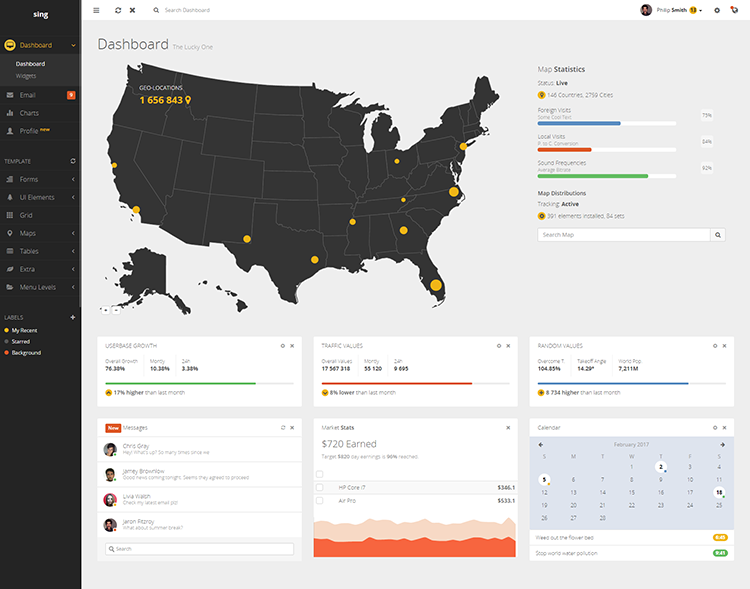 sing
Search Dashboard
Philip Smith 13
Dashboard
Dashboard
Widgets
Email 9
Charts
Profile new
TEMPLATE
Forms
UI Elements
Grid
Maps
Tables
Extra
Menu Levels
LABELS
My Recent
Starred
Background
Dashboard The Lucky One
GEO-LOCATIONS
1 656 843
Map Statistics
Status: Live
146 Countries, 2759 Cities
Foreign Visits
Some Cool Text
75%
Local Visits
P. to C. Conversion
84%
Sound Frequencies
Average Bitrate
92%
Map Distributions
Tracking: Active
391 elements installed, 84 sets
Search Map
USERBASE GROWTH
Overall Growth Montly 24h
76.38% 10.38% 3.38%
17% higher than last month
TRAFFIC VALUES
Overall Values Montly 24h
17 567 318 55 120 9 695
8% lower than last month
RANDOM VALUES
Overcome T. Takeoff Angle World Pop.
104.85% 14.29° 7,211M
8 734 higher than last month
New Messages
Chris Gray
Hey! What's up? So many times since we
Jamey Brownlow
Good news coming tonight. Seems they agreed to proceed
Livia Walsh
Check my latest email plz!
Jaron Fitzroy
What about summer break?
Search
Market Stats
$720 Earned
Target $820 day earnings is 96% reached.
HP Core i7 $346.1
Air Pro $533.1
Calendar
February 2017
S M T W T F S
1 2 3 4
5 6 7 8 9 10 11
12 13 14 15 16 17 18
19 20 21 22 23 24 25
26 27 28
Weed out the flower bed
6:45
Stop world water pollution
9:41